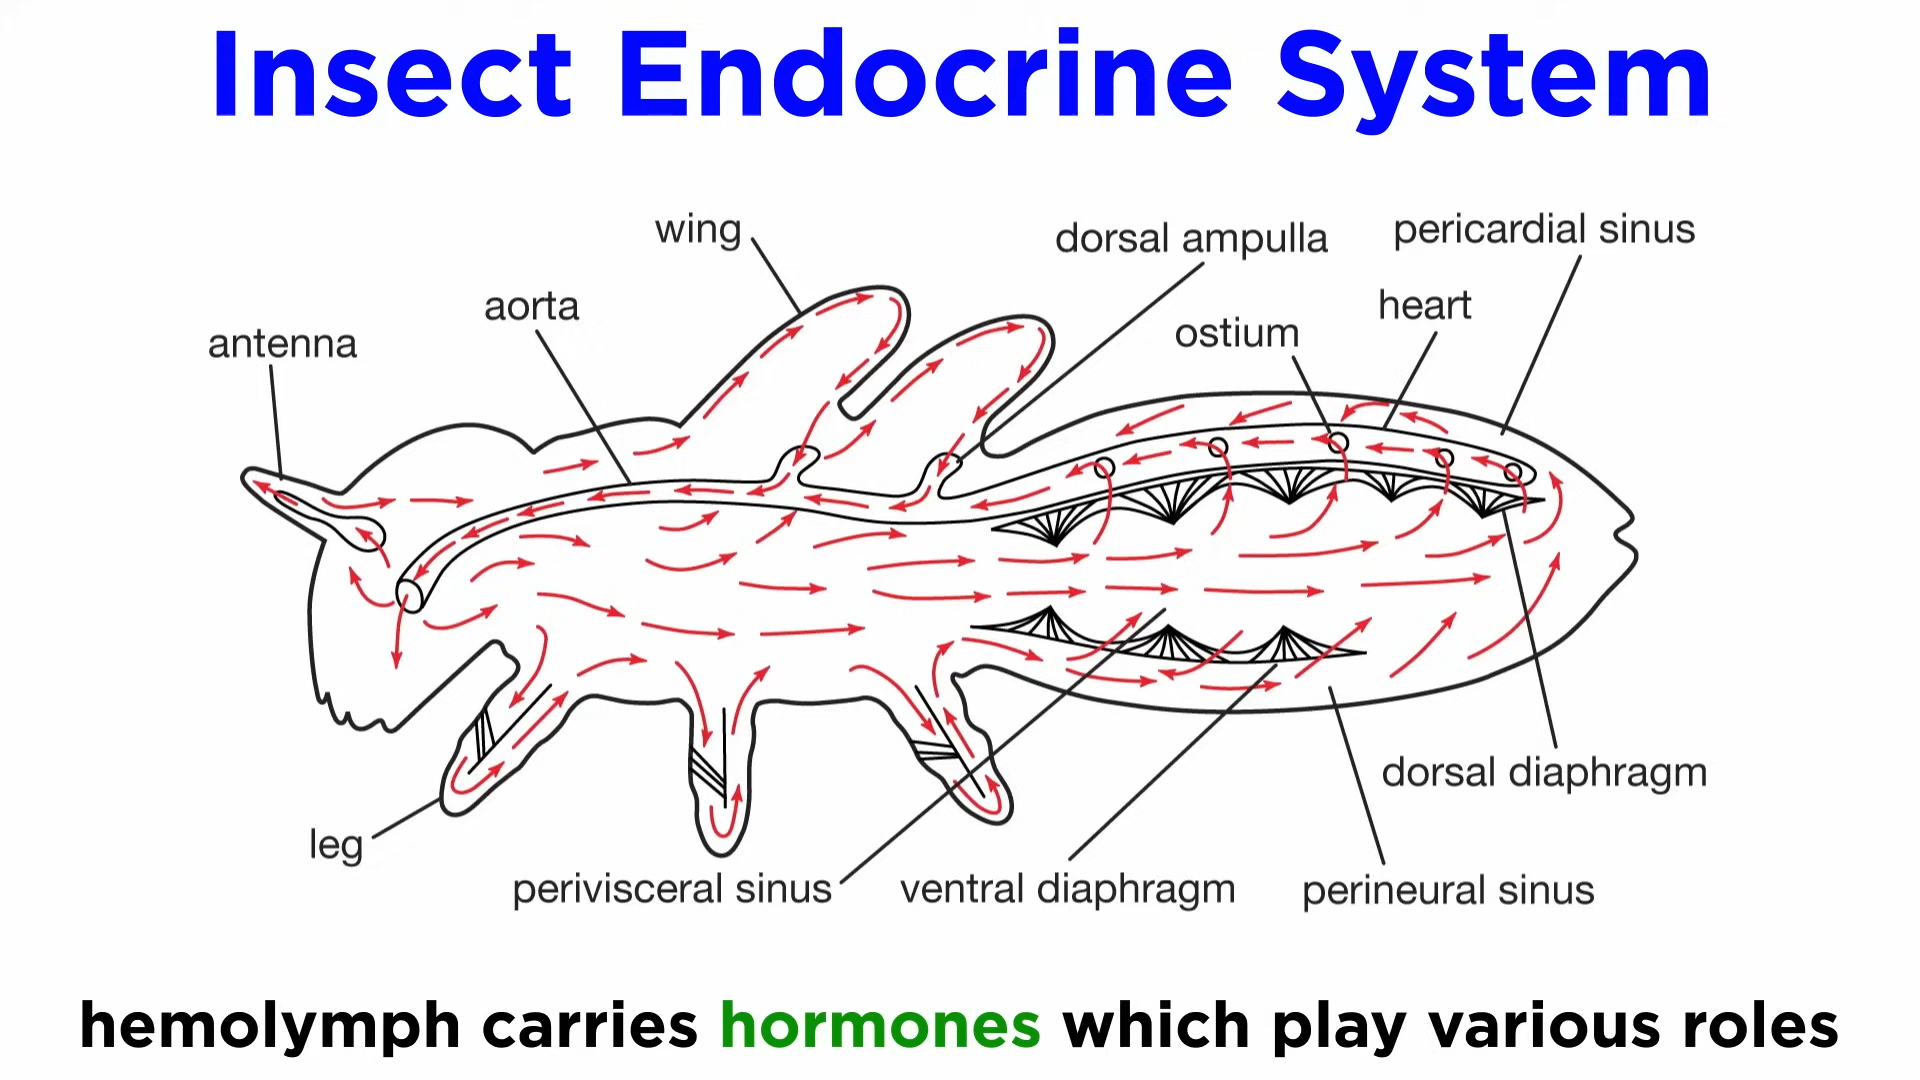 Insect Endocrine System
wing
dorsal ampulla
pericardial sinus
aorta
heart
antenna
ostium
dorsal diaphragm
leg
perivisceral sinus
ventral diaphragm
perineural sinus
hemolymph carries hormones which play various roles